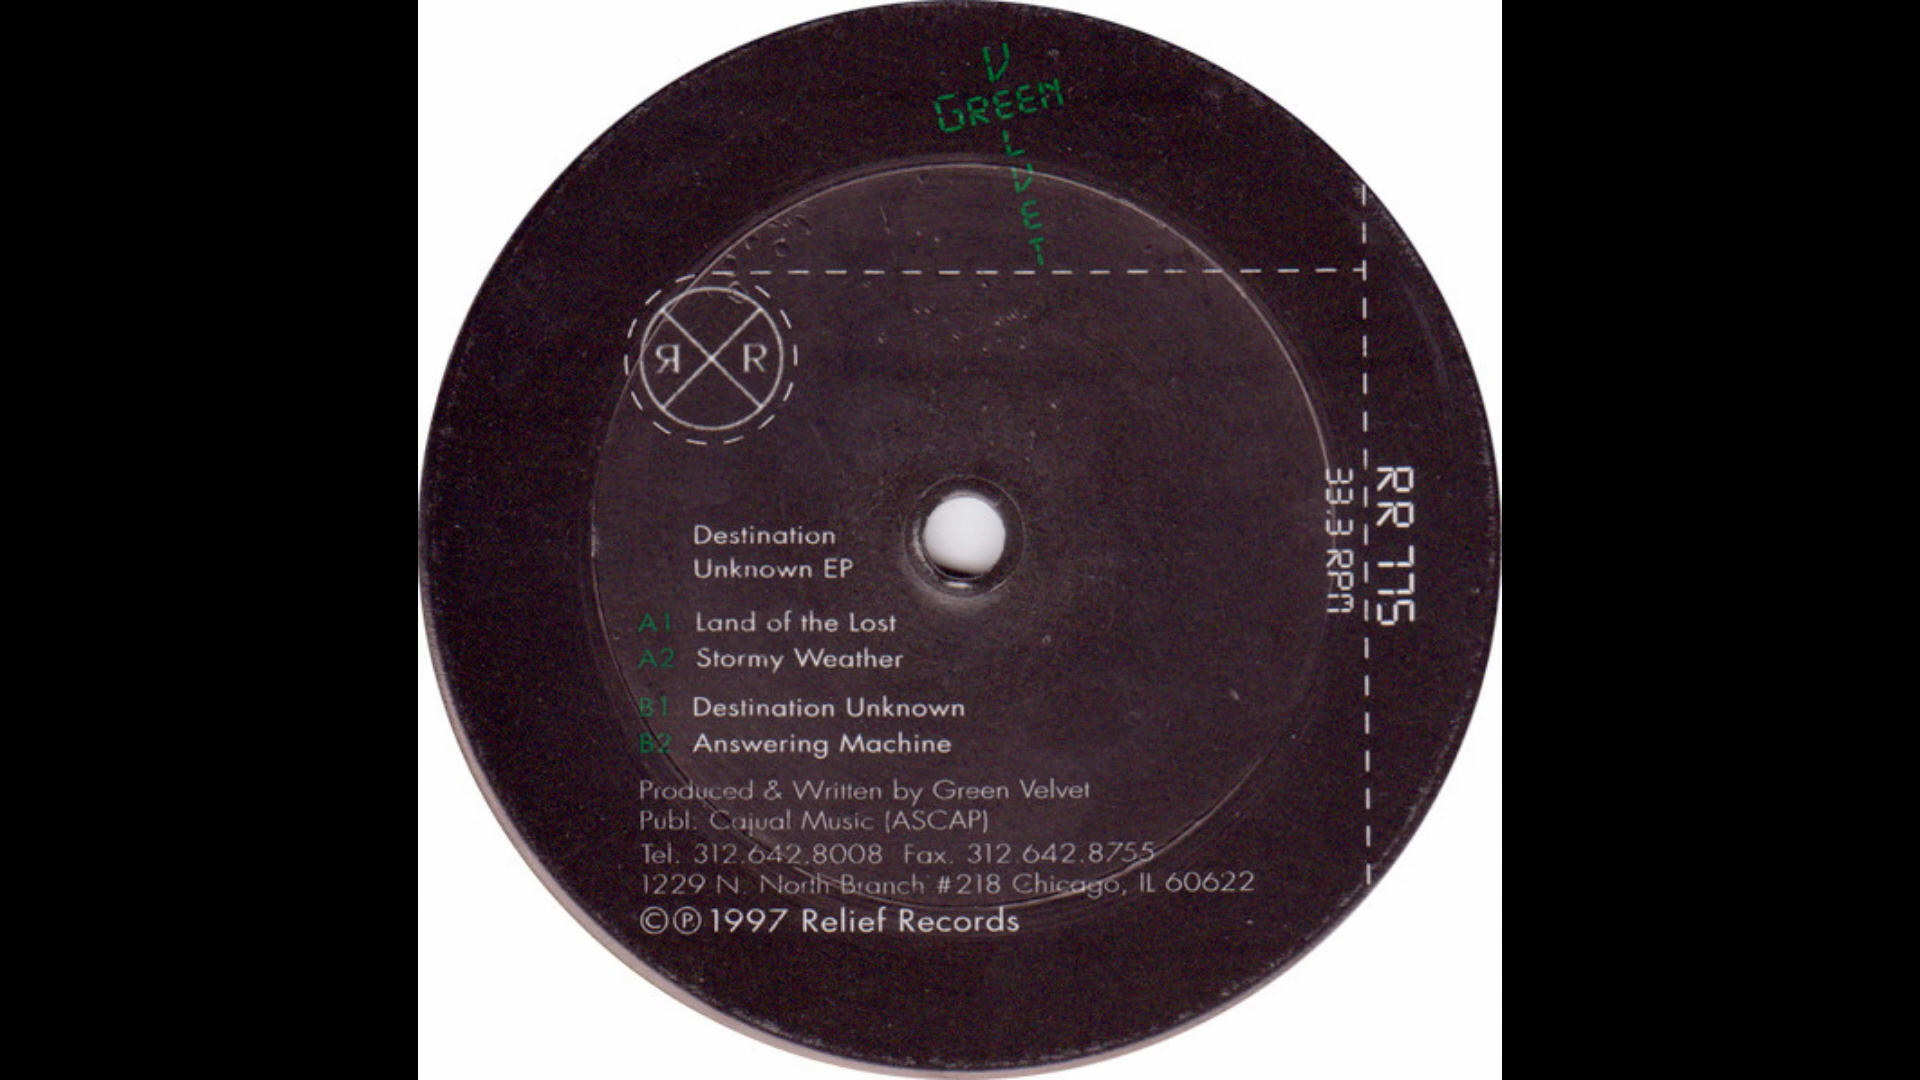 V
GREEN
L
V
E
T
R R
RR 775
33.3 RPM
Destination
Unknown EP
A1 Land of the Lost
A2 Stormy Weather
B1 Destination Unknown
B2 Answering Machine
Produced & Written by Green Velvet
Publ. Cajual Music (ASCAP)
Tel. 312.642.8008 Fax. 312.642.8755
1229 N. North Branch #218 Chicago, IL 60622
©℗ 1997 Relief Records